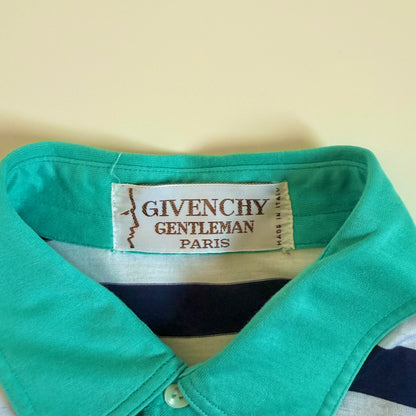 GIVENCHY
GENTLEMAN
PARIS
MADE IN ITALY